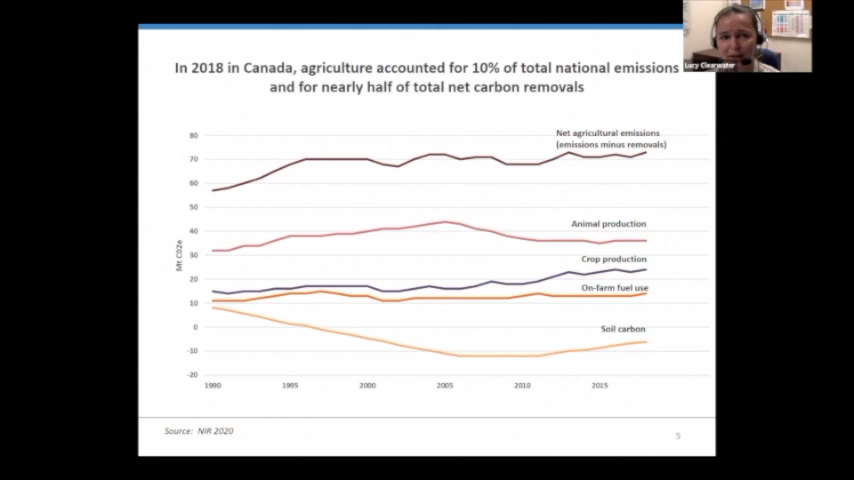 Lucy Clearwater
In 2018 in Canada, agriculture accounted for 10% of total national emissions
and for nearly half of total net carbon removals
Net agricultural emissions
(emissions minus removals)
Animal production
Crop production
On-farm fuel use
Soil carbon
Mt CO2e
80
70
60
50
40
30
20
10
0
-10
-20
1990
1995
2000
2005
2010
2015
Source: NIR 2020
5